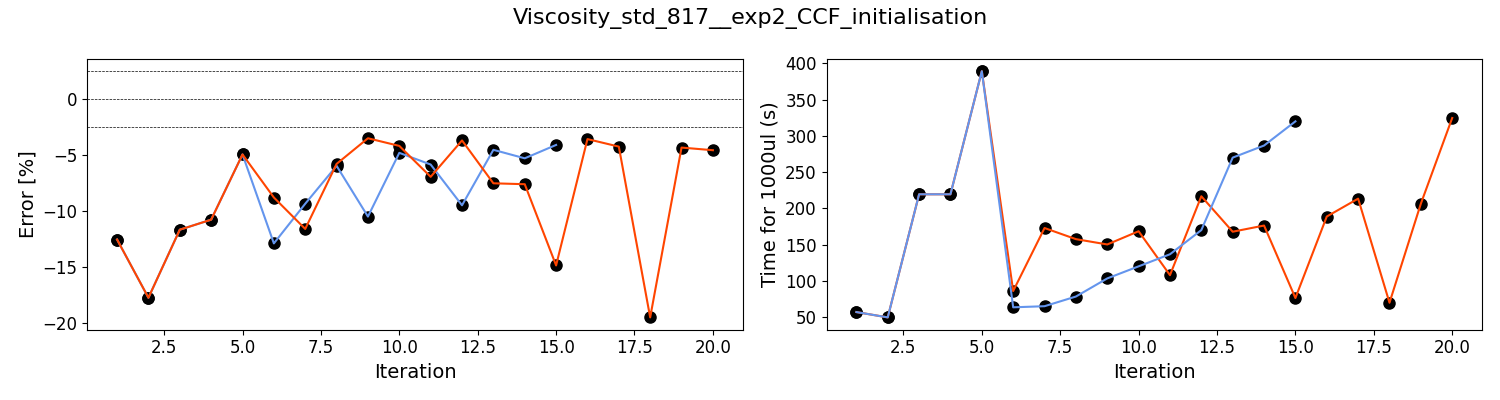 Viscosity_std_817__exp2_CCF_initialisation
Error [%]
0
−5
−10
−15
−20
2.5 5.0 7.5 10.0 12.5 15.0 17.5 20.0
Iteration
Time for 1000ul (s)
400
350
300
250
200
150
100
50
2.5 5.0 7.5 10.0 12.5 15.0 17.5 20.0
Iteration